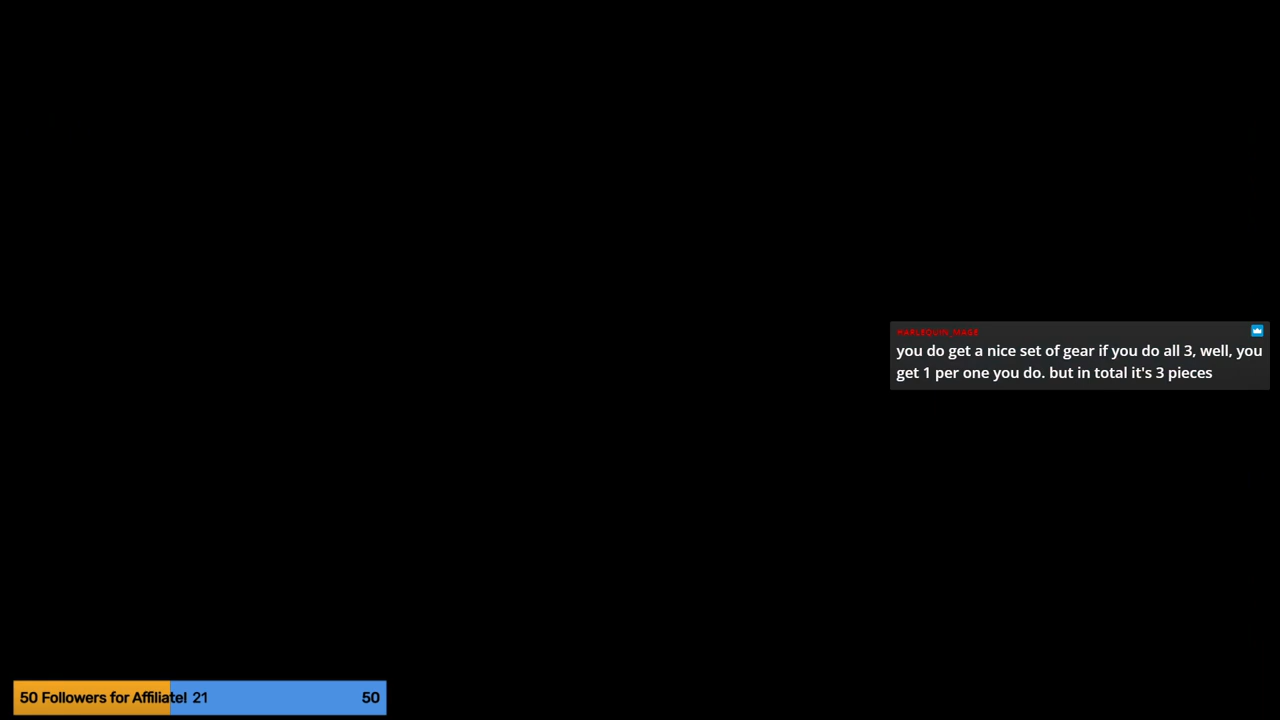 HARLEQUIN_MAGE
you do get a nice set of gear if you do all 3, well, you
get 1 per one you do. but in total it's 3 pieces
50 Followers for Affiliate! 21 50